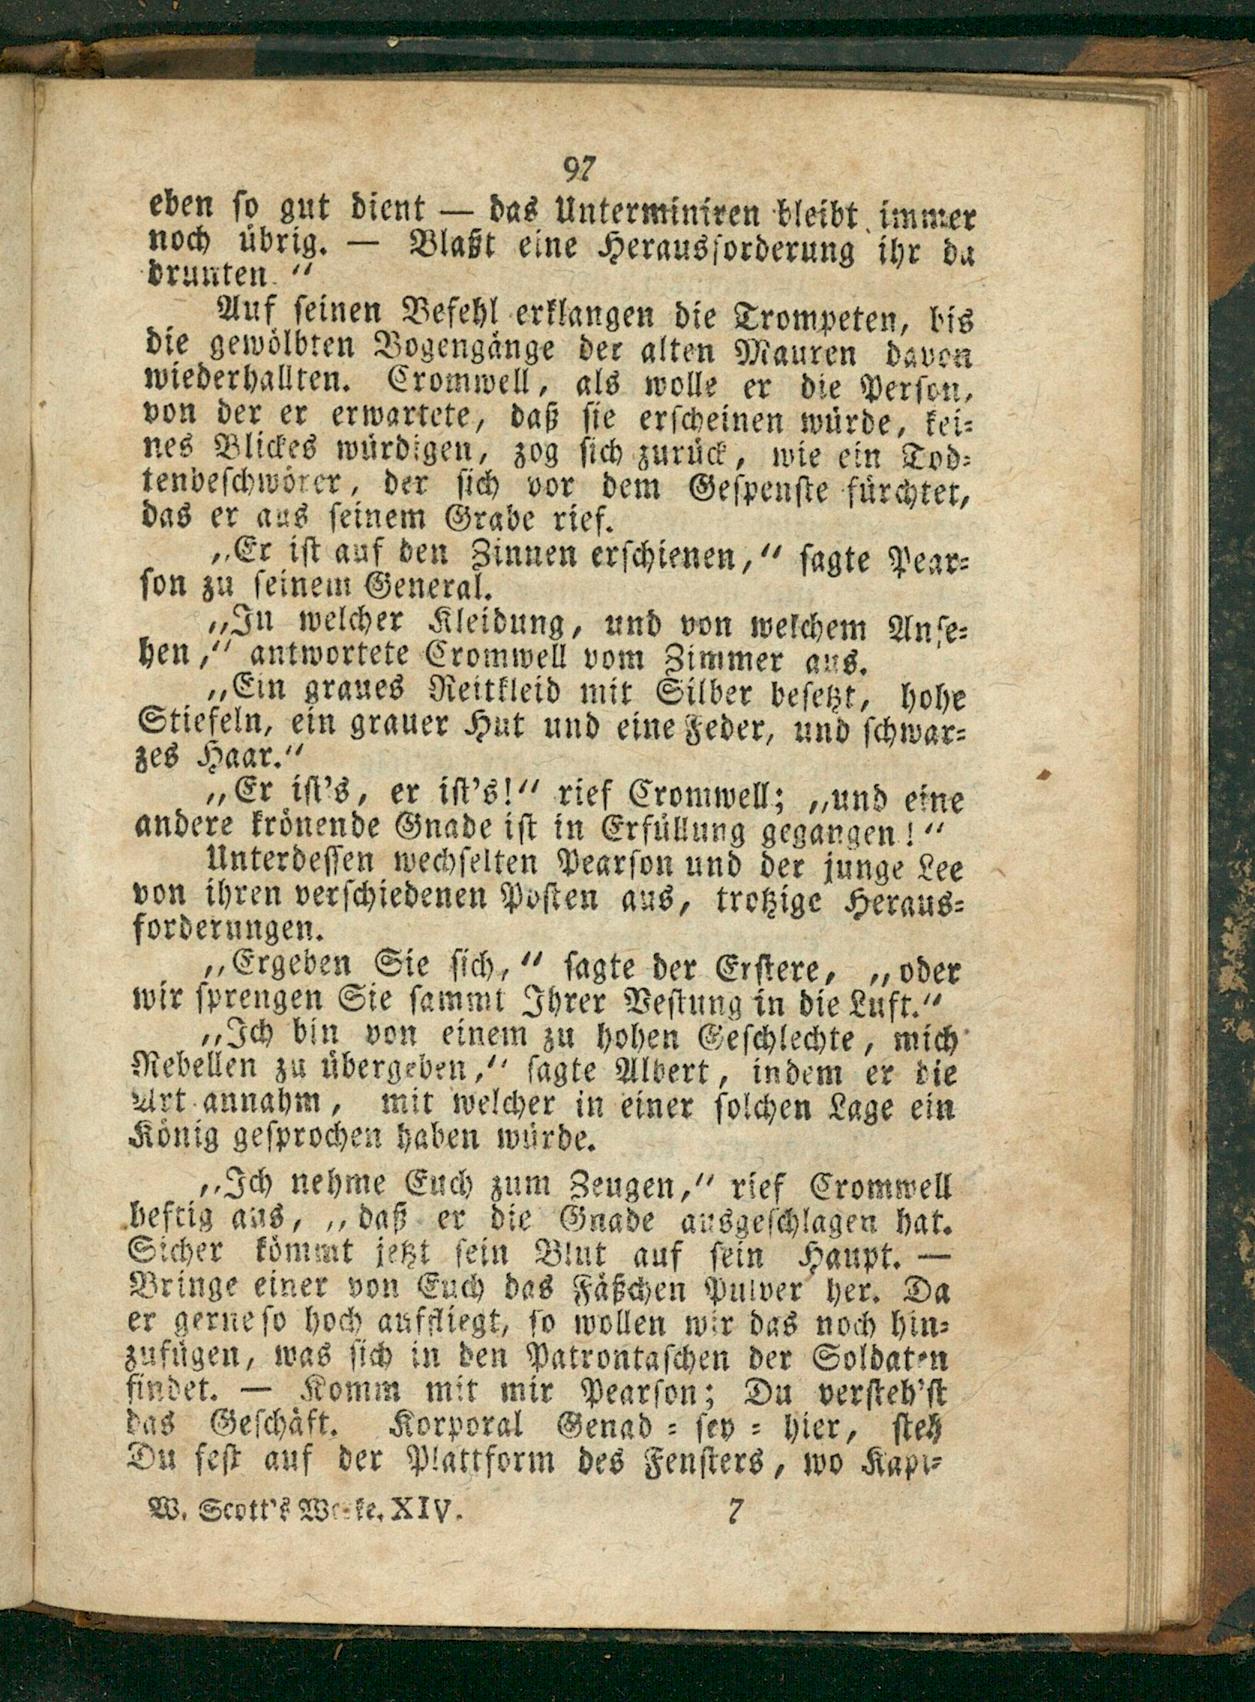 97
eben so gut dient — das Unterminiren bleibt immer
noch übrig. — Blaßt eine Herausforderung ihr da
drunten “
Auf seinen Befehl erklangen die Trompeten, bis
die gewölbten Bogengänge der alten Mauren davon
wiederhallten. Cromwell, als wolle er die Person,
von der er erwartete, daß sie erscheinen würde, kei-
nes Blickes würdigen, zog sich zurück, wie ein Tod-
tenbeschwörer, der sich vor dem Gespenste fürchtet,
das er aus seinem Grabe rief.
„Er ist auf den Zinnen erschienen,“ sagte Pear-
son zu seinem General.
„In welcher Kleidung, und von welchem Anse-
hen,“ antwortete Cromwell vom Zimmer aus.
„Ein graues Reitkleid mit Silber besetzt, hohe
Stiefeln, ein grauer Hut und eine Feder, und schwar-
zes Haar.“
„Er ist's, er ist's!“ rief Cromwell; „und eine
andere krönende Gnade ist in Erfüllung gegangen!“
Unterdessen wechselten Pearson und der junge Lee
von ihren verschiedenen Posten aus, trotzige Heraus-
forderungen.
„Ergeben Sie sich,“ sagte der Erstere, „oder
wir sprengen Sie sammt Ihrer Vestung in die Luft.“
„Ich bin von einem zu hohen Geschlechte, mich
Rebellen zu übergeben,“ sagte Albert, indem er die
Art annahm, mit welcher in einer solchen Lage ein
König gesprochen haben würde.
„Ich nehme Euch zum Zeugen,“ rief Cromwell
heftig aus, „daß er die Gnade ausgeschlagen hat.
Sicher kömmt jetzt sein Blut auf sein Haupt. —
Bringe einer von Euch das Fäßchen Pulver her. Da
er gerne so hoch auffliegt, so wollen wir das noch hin-
zufügen, was sich in den Patrontaschen der Soldaten
findet. — Komm mit mir Pearson; Du versteh'st
das Geschäft. Korporal Genad-sey-hier, steh
Du fest auf der Plattform des Fensters, wo Kapi-
W. Scott's Werke. XIV. 7